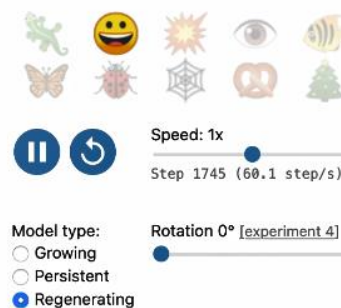 Speed: 1x
Step 1745 (60.1 step/s)
Model type:
Rotation 0° [experiment 4]
Growing
Persistent
Regenerating